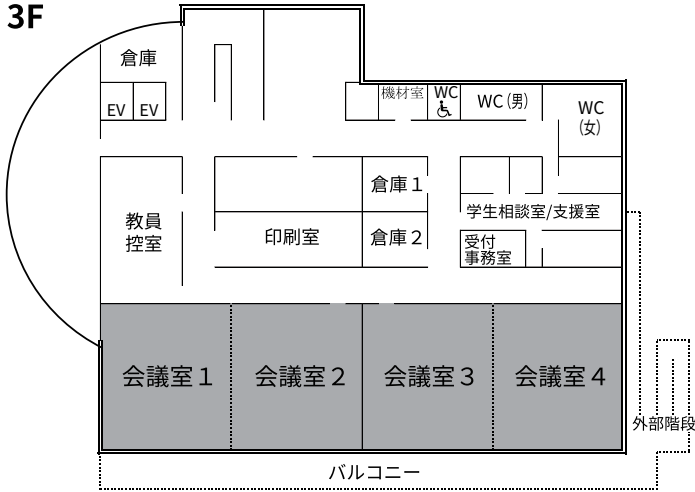 3F
倉庫
EV
EV
機材室
WC
WC（男）
WC
（女）
倉庫１
教員
控室
印刷室
倉庫２
学生相談室/支援室
受付
事務室
会議室１
会議室２
会議室３
会議室４
外部階段
バルコニー